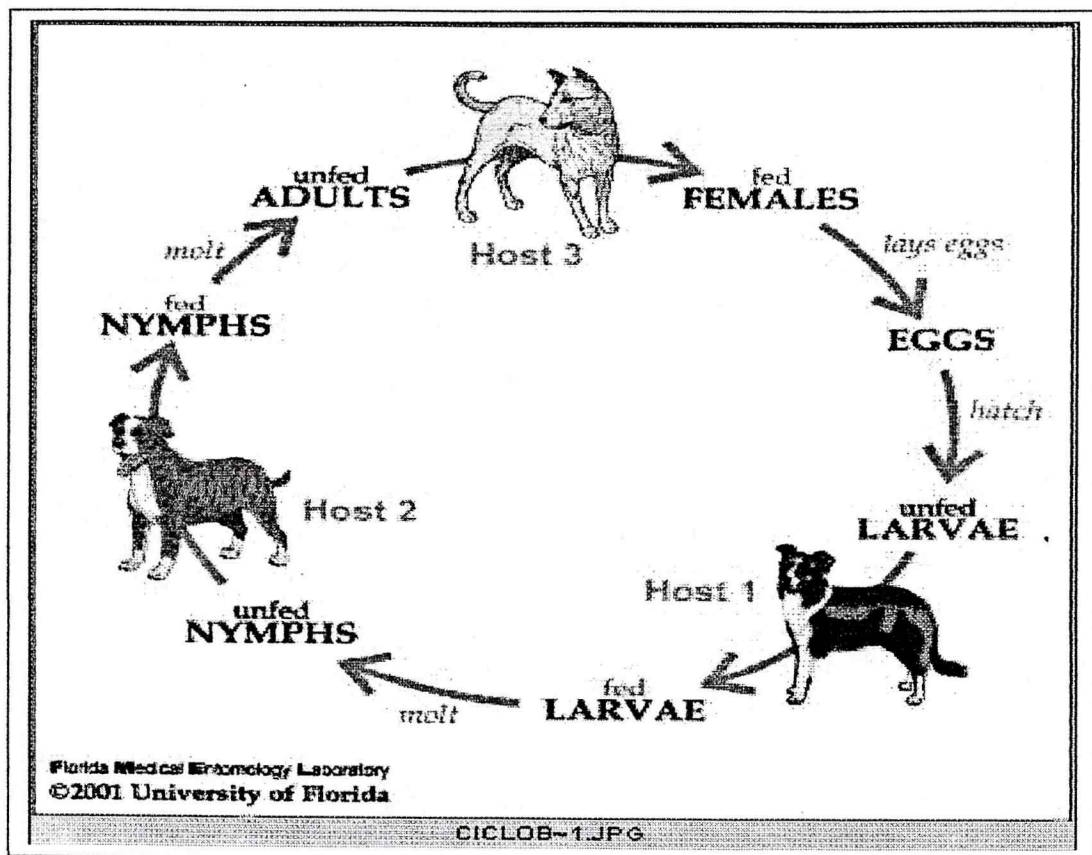 unfed
ADULTS
Host 3
fed
FEMALES
lays eggs
EGGS
hatch
unfed
LARVAE
Host 1
fed
LARVAE
molt
unfed
NYMPHS
Host 2
fed
NYMPHS
molt
Florida Medical Entomology Laboratory
©2001 University of Florida
CICLOB~1.JPG